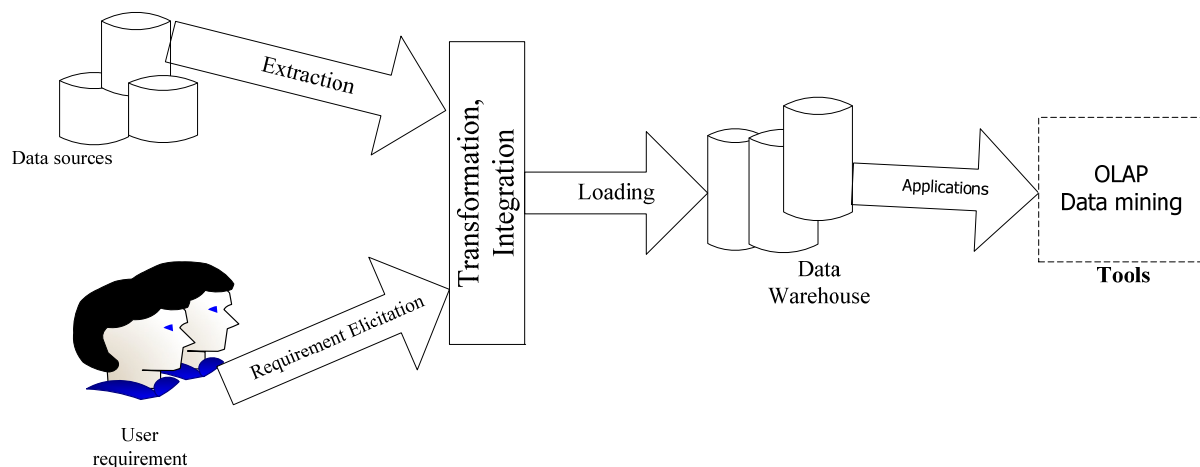 Extraction
Data sources
Transformation,
Integration
Loading
Applications
OLAP
Data mining
Tools
Data
Warehouse
Requirement Elicitation
User
requirement